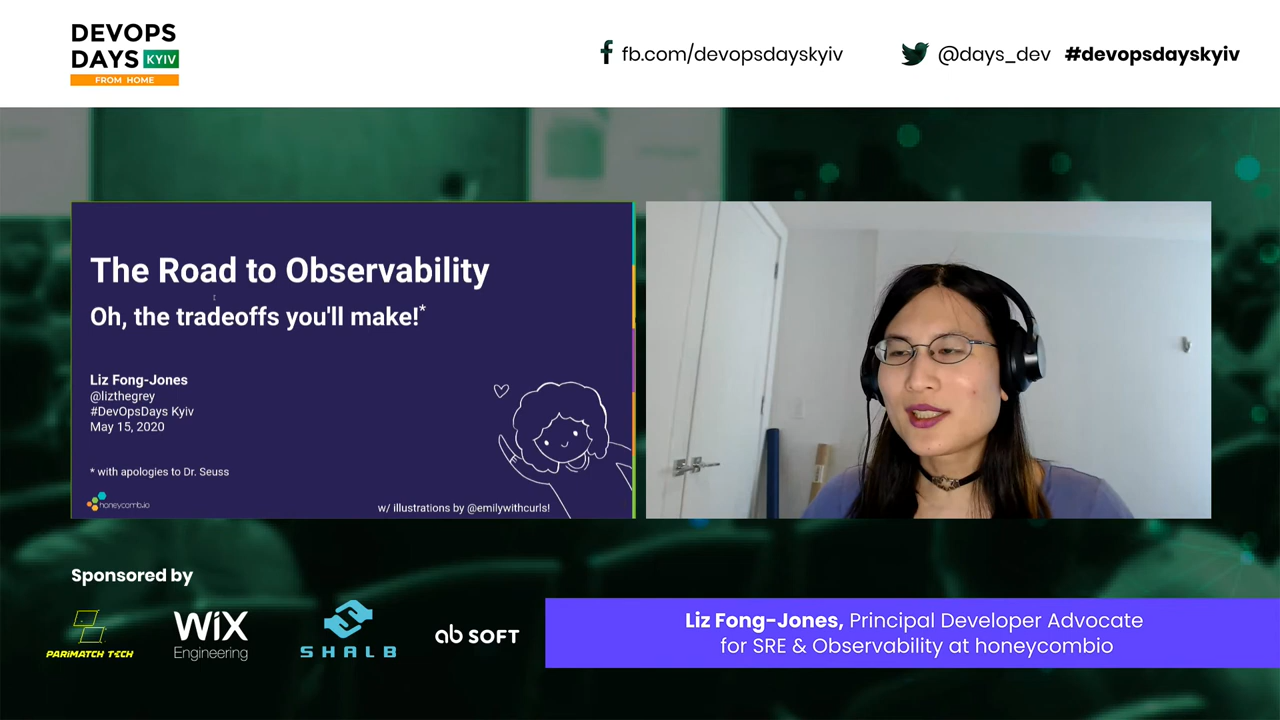 DEVOPS
DAYS KYIV
FROM HOME
fb.com/devopsdayskyiv
@days_dev #devopsdayskyiv
The Road to Observability
Oh, the tradeoffs you'll make!*
Liz Fong-Jones
@lizthegrey
#DevOpsDays Kyiv
May 15, 2020
* with apologies to Dr. Seuss
honeycomb.io
w/ illustrations by @emilywithcurls!
Sponsored by
PARIMATCH TECH
WiX
Engineering
SHALB
ab SOFT
Liz Fong-Jones, Principal Developer Advocate
for SRE & Observability at honeycombio